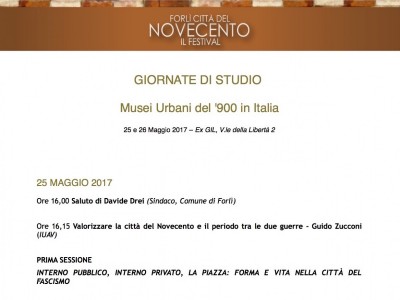 FORLÌ CITTÀ DEL
NOVECENTO
IL FESTIVAL
GIORNATE DI STUDIO
Musei Urbani del '900 in Italia
25 e 26 Maggio 2017 – Ex GIL, V.le della Libertà 2
25 MAGGIO 2017
Ore 16,00 Saluto di Davide Drei (Sindaco, Comune di Forlì)
Ore 16,15 Valorizzare la città del Novecento e il periodo tra le due guerre - Guido Zucconi
(IUAV)
PRIMA SESSIONE
INTERNO PUBBLICO, INTERNO PRIVATO, LA PIAZZA: FORMA E VITA NELLA CITTÀ DEL
FASCISMO